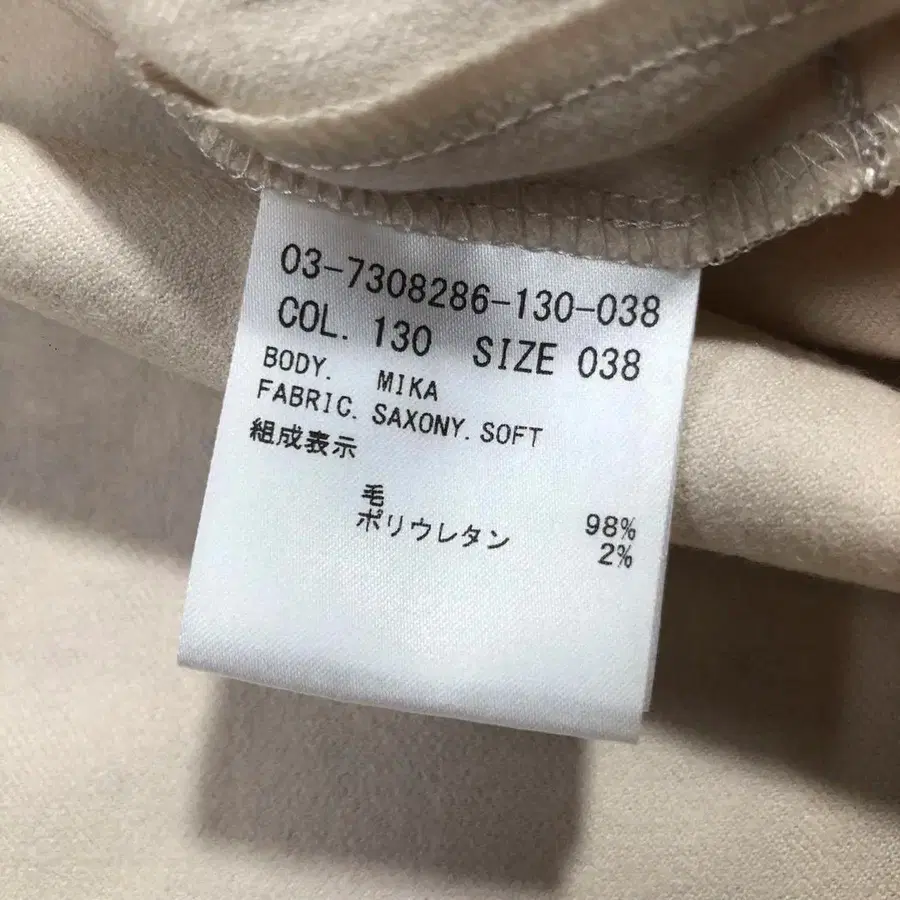 03-7308286-130-038
COL. 130 SIZE 038
BODY. MIKA
FABRIC. SAXONY. SOFT
組成表示
毛 98%
ポリウレタン 2%